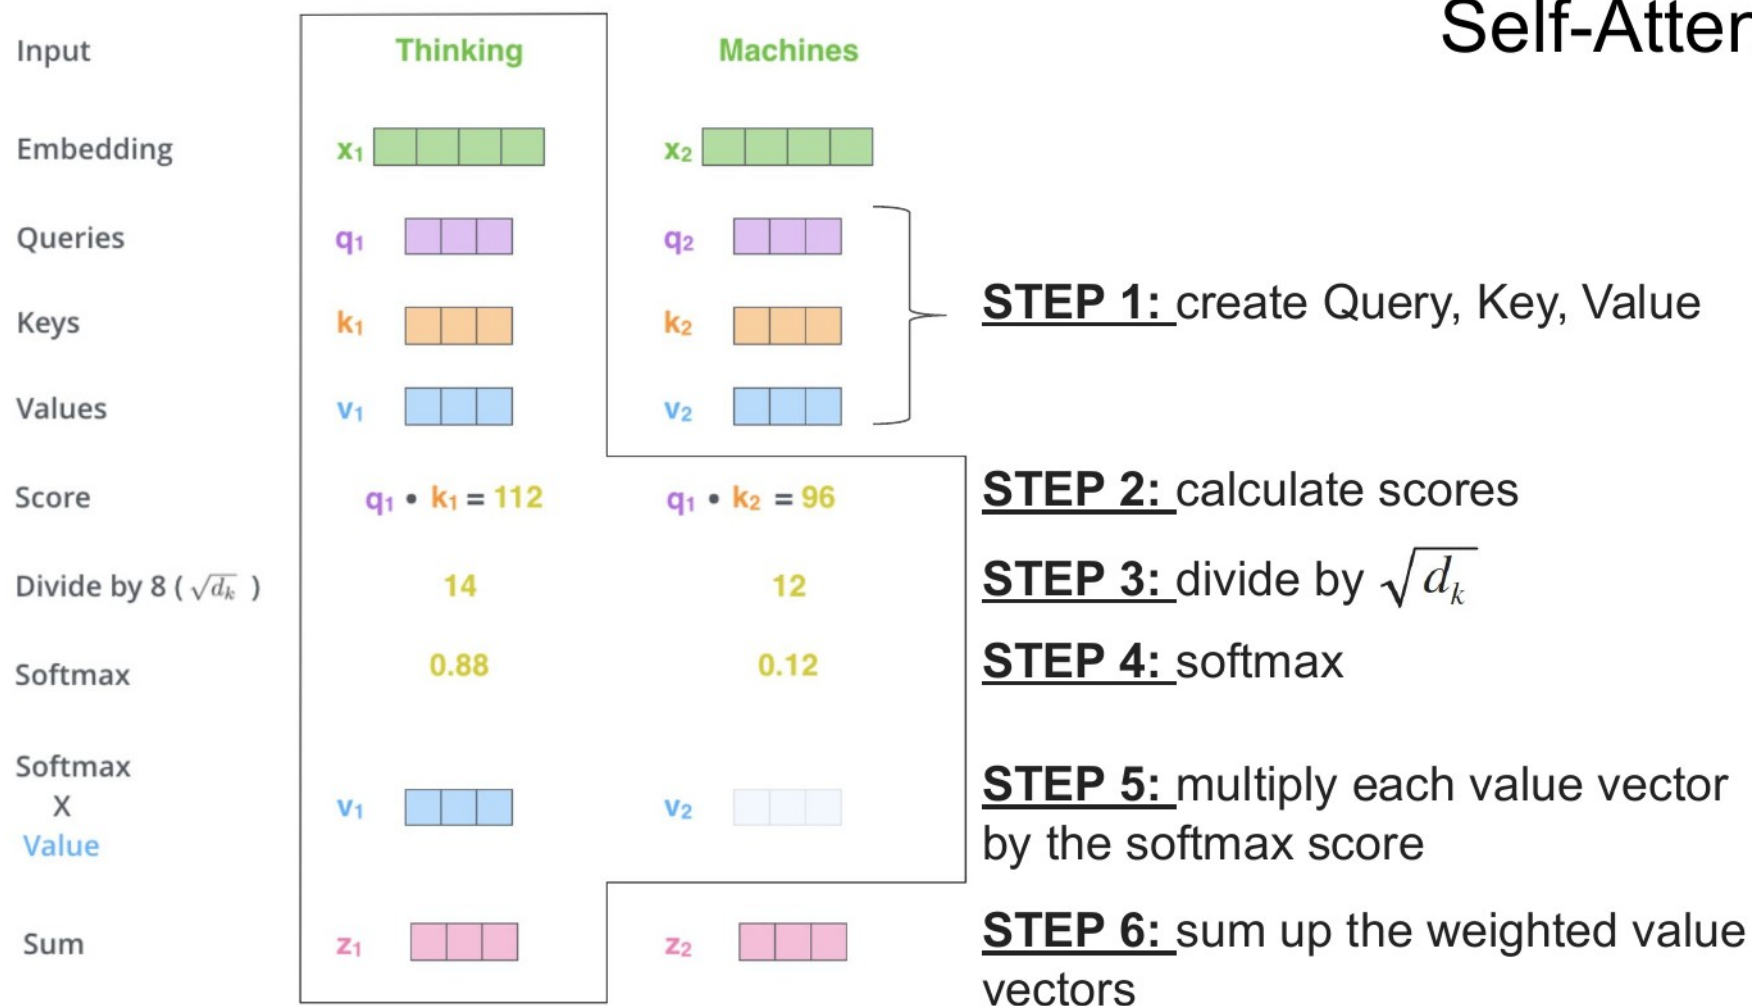 Self-Atten
Input Thinking Machines
Embedding x₁ x₂
Queries q₁ q₂
Keys k₁ k₂
STEP 1: create Query, Key, Value
Values v₁ v₂
Score q₁ • k₁ = 112 q₁ • k₂ = 96
STEP 2: calculate scores
Divide by 8 ( √dₖ ) 14 12
STEP 3: divide by √dₖ
Softmax 0.88 0.12
STEP 4: softmax
Softmax
X
Value
v₁ v₂
STEP 5: multiply each value vector
by the softmax score
Sum z₁ z₂
STEP 6: sum up the weighted value
vectors